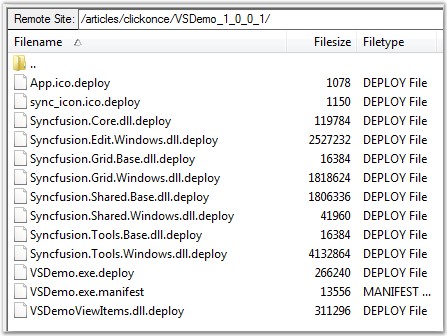 Remote Site: /articles/clickonce/VSDemo_1_0_0_1/
Filename Filesize Filetype
..
App.ico.deploy 1078 DEPLOY File
sync_icon.ico.deploy 1150 DEPLOY File
Syncfusion.Core.dll.deploy 119784 DEPLOY File
Syncfusion.Edit.Windows.dll.deploy 2527232 DEPLOY File
Syncfusion.Grid.Base.dll.deploy 16384 DEPLOY File
Syncfusion.Grid.Windows.dll.deploy 1818624 DEPLOY File
Syncfusion.Shared.Base.dll.deploy 1806336 DEPLOY File
Syncfusion.Shared.Windows.dll.deploy 41960 DEPLOY File
Syncfusion.Tools.Base.dll.deploy 16384 DEPLOY File
Syncfusion.Tools.Windows.dll.deploy 4132864 DEPLOY File
VSDemo.exe.deploy 266240 DEPLOY File
VSDemo.exe.manifest 13556 MANIFEST ...
VSDemoViewItems.dll.deploy 311296 DEPLOY File